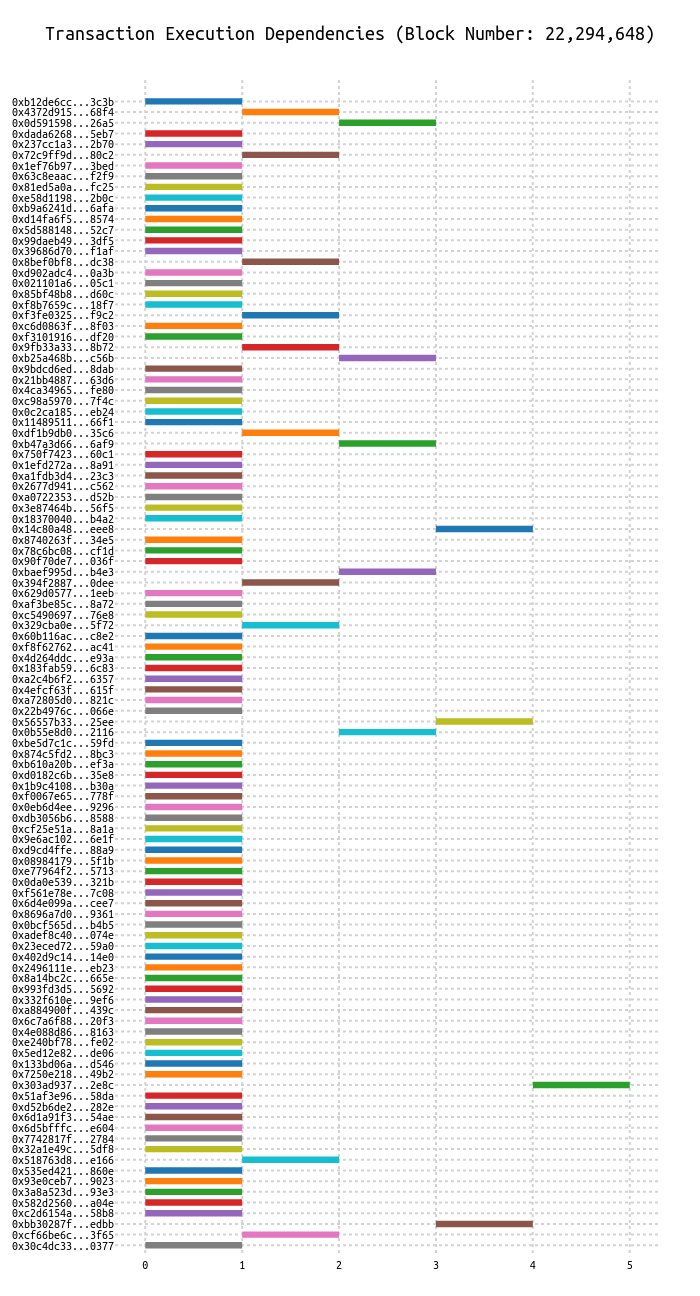 Transaction Execution Dependencies (Block Number: 22,294,648)
0xb12de6cc...3c3b
0x4372d915...68f4
0x0d591598...26a5
0xdada6268...5eb7
0x237cc1a3...2b70
0x72c9ff9d...80c2
0x1ef76b97...3bed
0x63c8eaac...f2f9
0x81ed5a0a...fc25
0xe58d1198...2b0c
0xb9a6241d...6afa
0xd14fa6f5...8574
0x5d588148...52c7
0x99daeb49...3df5
0x39686d70...f1af
0x8bef0bf8...dc38
0xd902adc4...0a3b
0x021101a6...05c1
0x85bf48b8...d60c
0xf8b7659c...18f7
0xf3fe0325...f9c2
0xc6d0863f...8f03
0xf3101916...df20
0x9fb33a33...8b72
0xb25a468b...c56b
0x9bdcd6ed...8dab
0x21bb4887...63d6
0x4ca34965...fe80
0xc98a5970...7f4c
0x0c2ca185...eb24
0x11489511...66f1
0xdf1b9db0...35c6
0xb47a3d66...6af9
0x750f7423...60c1
0x1efd272a...8a91
0xa1fdb3d4...23c3
0x2677d941...c562
0xa0722353...d52b
0x3e87464b...56f5
0x18370040...b4a2
0x14c80a48...eee8
0x8740263f...34e5
0x78c6bc08...cf1d
0x90f70de7...036f
0xbaef995d...b4e3
0x394f2887...0dee
0x629d0577...1eeb
0xaf3be85c...8a72
0xc5490697...76e8
0x329cba0e...5f72
0x60b116ac...c8e2
0xf8f62762...ac41
0x4d264ddc...e93a
0x183fab59...6c83
0xa2c4b6f2...6357
0x4efcf63f...615f
0xa72805d0...821c
0x22b4976c...066e
0x56557b33...25ee
0x0b55e8d0...2116
0xbe5d7c1c...59fd
0x874c5fd2...8bc3
0xb610a20b...ef3a
0xd0182c6b...35e8
0x1b9c4108...b30a
0xf0067e65...778f
0x0eb6d4ee...9296
0xdb3056b6...8588
0xcf25e51a...8a1a
0x9e6ac102...6e1f
0xd9cd4ffe...88a9
0x08984179...5f1b
0xe77964f2...5713
0x0da0e539...321b
0xf561e78e...7c08
0x6d4e099a...cee7
0x8696a7d0...9361
0x0bcf565d...b4b5
0xadef8c40...074e
0x23eced72...59a0
0x402d9c14...14e0
0x2496111e...eb23
0x8a14bc2c...665e
0x993fd3d5...5692
0x332f610e...9ef6
0xa884900f...439c
0x6c7a6f88...20f3
0x4e088d86...8163
0xe240bf78...fe02
0x5ed12e82...de06
0x133bd06a...d546
0x7250e218...49b2
0x303ad937...2e8c
0x51af3e96...58da
0xd52b6de2...282e
0x6d1a91f3...54ae
0x6d5bfffc...e604
0x7742817f...2784
0x32a1e49c...5df8
0x518763d8...e166
0x535ed421...860e
0x93e0ceb7...9023
0x3a8a523d...93e3
0x582d2560...a04e
0xc2d6154a...58b8
0xbb30287f...edbb
0xcf66be6c...3f65
0x30c4dc33...0377
0 1 2 3 4 5